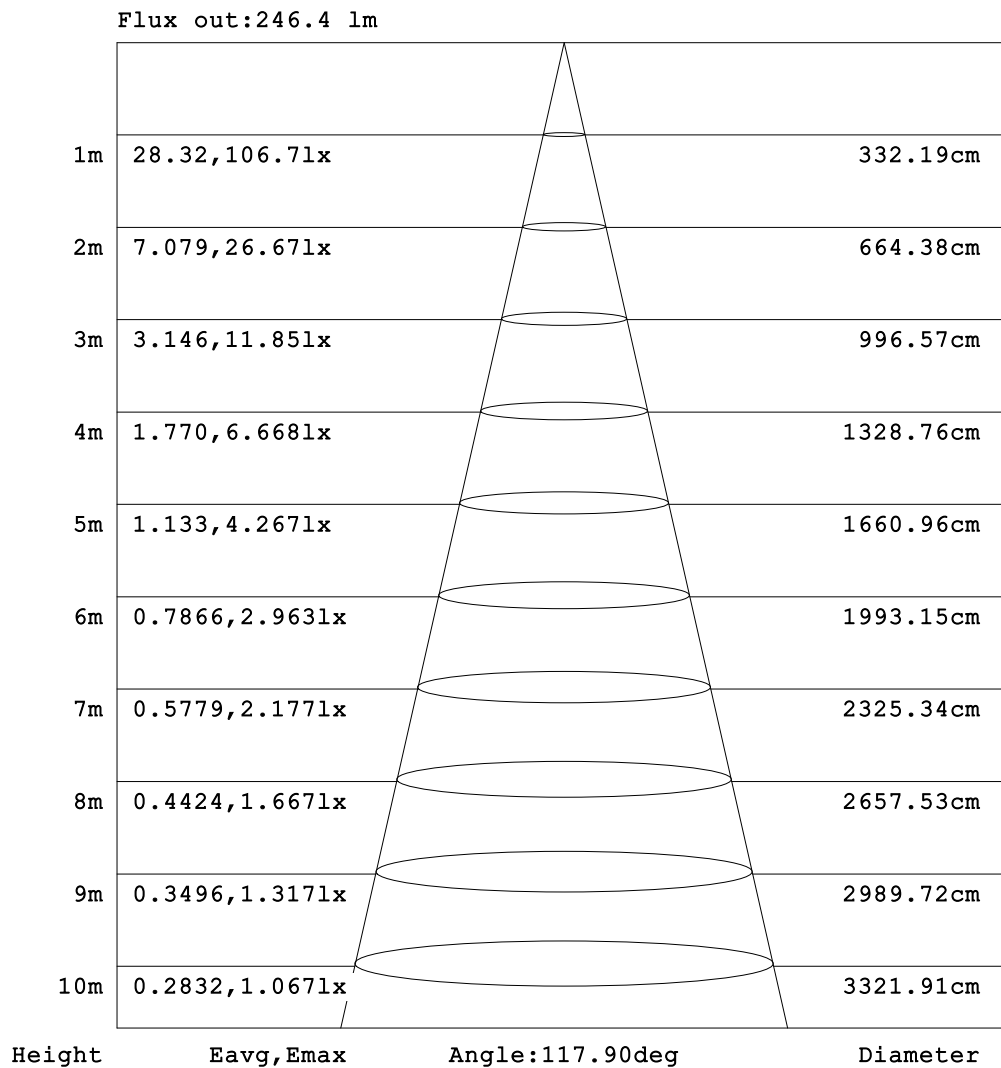 Flux out:246.4 lm
1m 28.32,106.7lx 332.19cm
2m 7.079,26.67lx 664.38cm
3m 3.146,11.85lx 996.57cm
4m 1.770,6.668lx 1328.76cm
5m 1.133,4.267lx 1660.96cm
6m 0.7866,2.963lx 1993.15cm
7m 0.5779,2.177lx 2325.34cm
8m 0.4424,1.667lx 2657.53cm
9m 0.3496,1.317lx 2989.72cm
10m 0.2832,1.067lx 3321.91cm
Height Eavg,Emax Angle:117.90deg Diameter